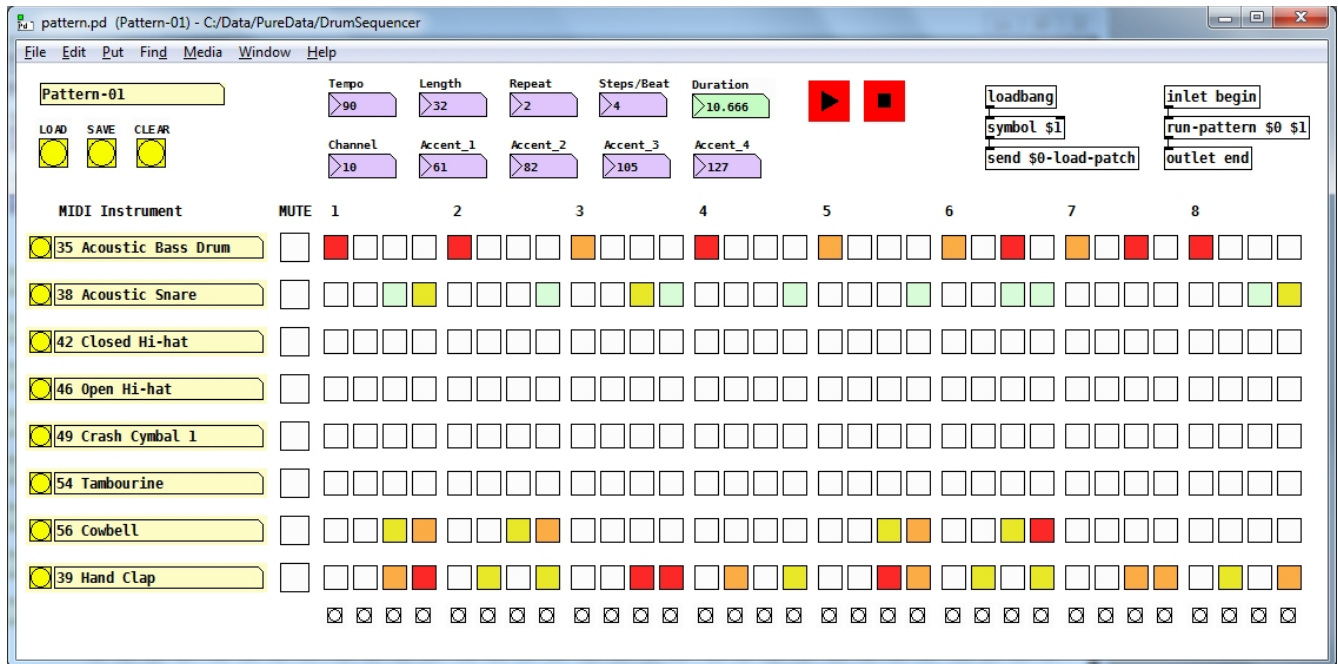 pattern.pd (Pattern-01) - C:/Data/PureData/DrumSequencer
File Edit Put Find Media Window Help
Pattern-01
LOAD SAVE CLEAR
Tempo Length Repeat Steps/Beat Duration
90 32 2 4 10.666
Channel Accent_1 Accent_2 Accent_3 Accent_4
10 61 82 105 127
loadbang
symbol $1
send $0-load-patch
inlet begin
run-pattern $0 $1
outlet end
MIDI Instrument MUTE 1 2 3 4 5 6 7 8
35 Acoustic Bass Drum
38 Acoustic Snare
42 Closed Hi-hat
46 Open Hi-hat
49 Crash Cymbal 1
54 Tambourine
56 Cowbell
39 Hand Clap